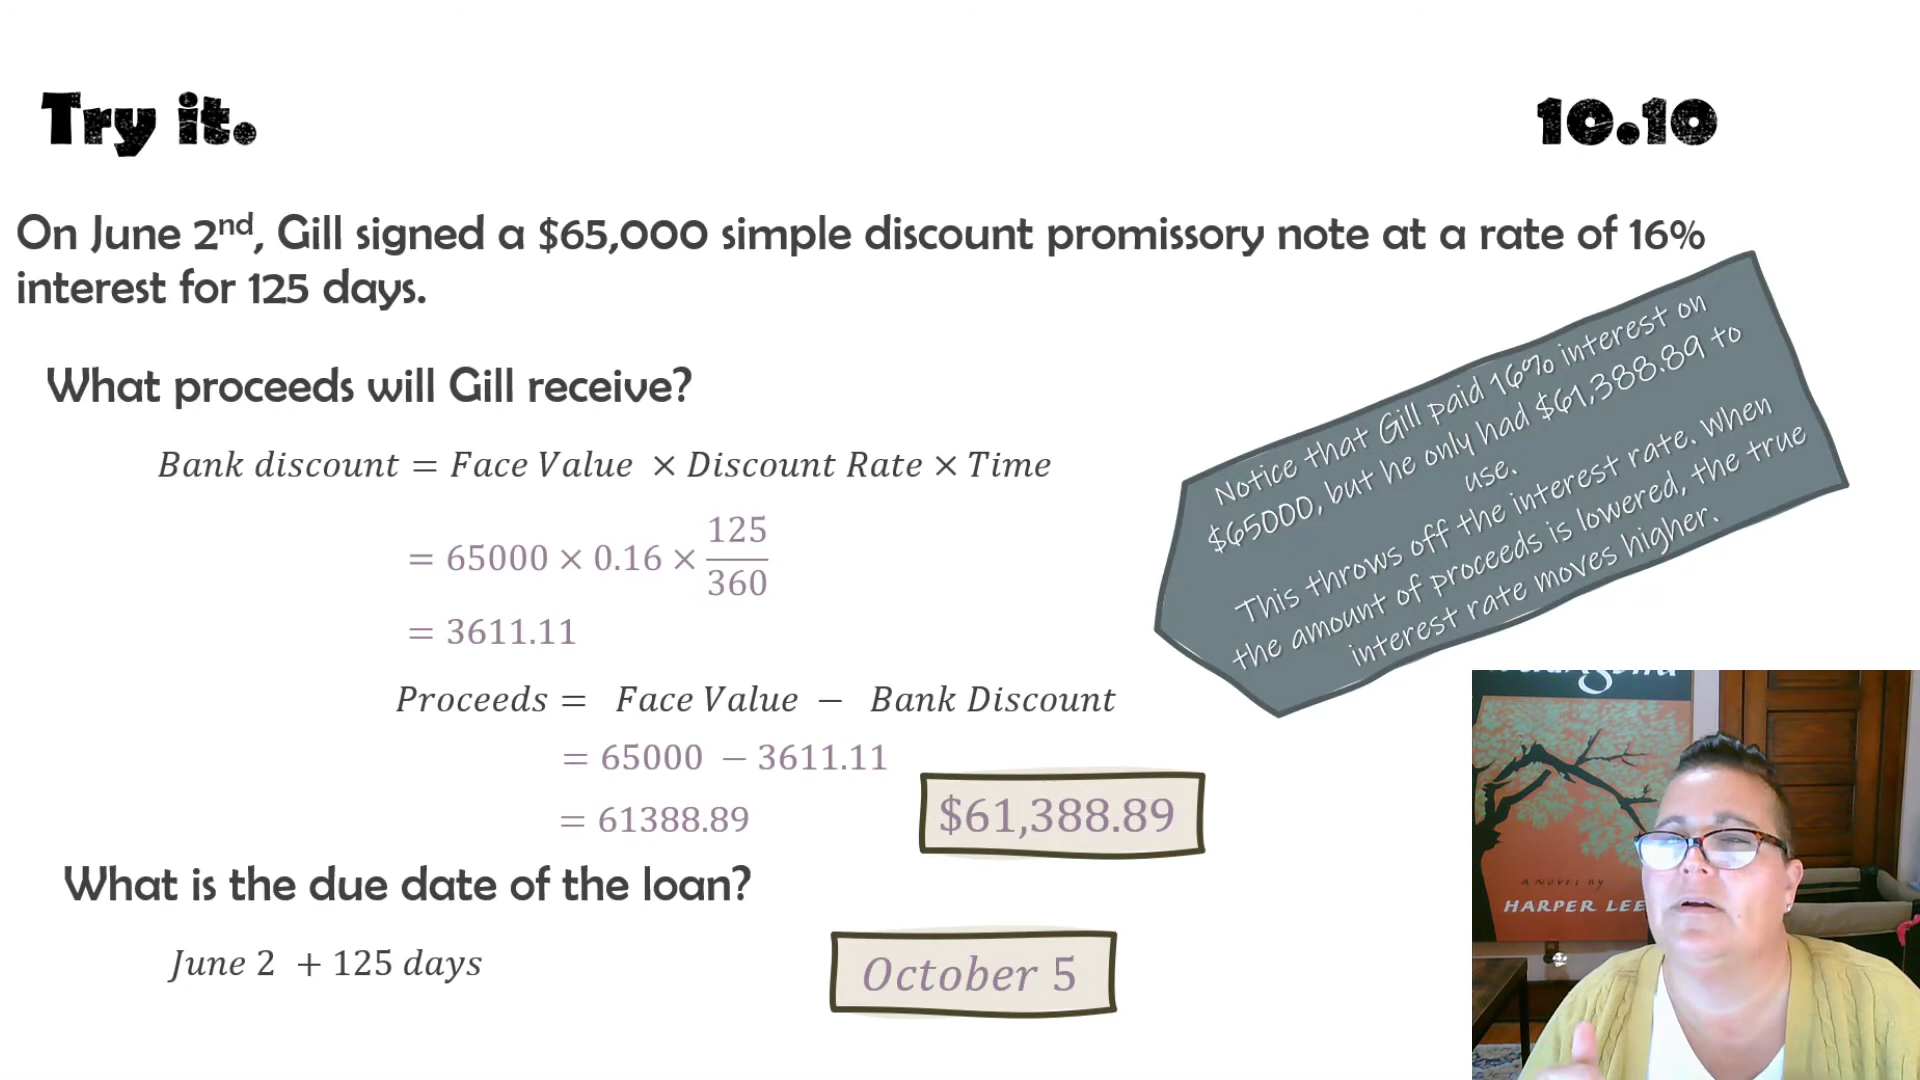 Try it.
10.10
On June 2nd, Gill signed a $65,000 simple discount promissory note at a rate of 16%
interest for 125 days.
What proceeds will Gill receive?
Bank discount = Face Value × Discount Rate × Time
= 65000 × 0.16 × 125/360
= 3611.11
Proceeds = Face Value − Bank Discount
= 65000 − 3611.11
= 61388.89
$61,388.89
What is the due date of the loan?
June 2 + 125 days
October 5
Notice that Gill paid 16% interest on
$65000, but he only had $61,388.89 to
use.
This throws off the interest rate. When
the amount of proceeds is lowered, the true
interest rate moves higher.
A NOVEL BY
HARPER LEE